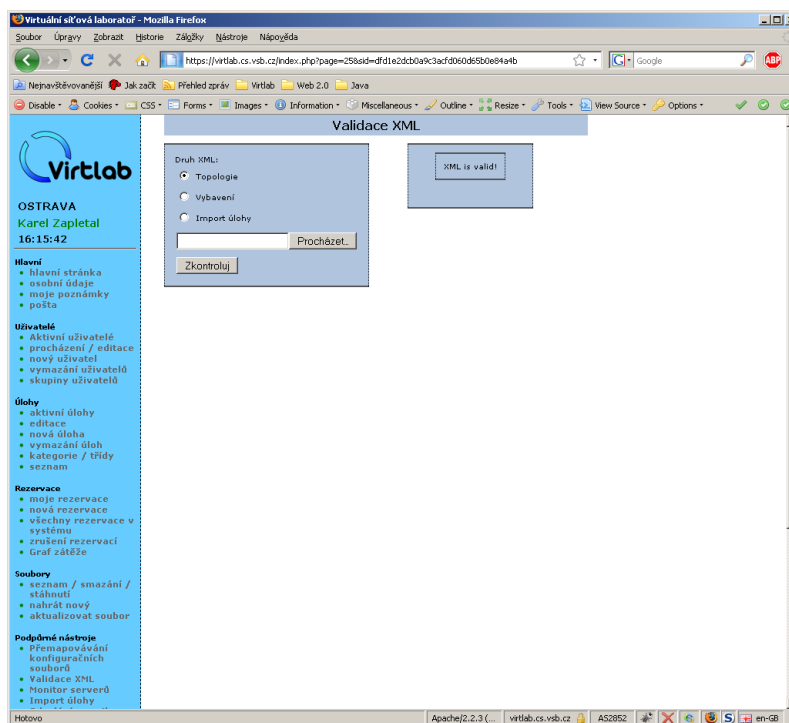 Virtuální síťová laboratoř - Mozilla Firefox
Soubor Úpravy Zobrazit Historie Záložky Nástroje Nápověda
https://virtlab.cs.vsb.cz/index.php?page=25&sid=dfd1e2dcb0a9c3acfd060d65b0e84a4b
G Google
ABP
Nejnavštěvovanější Jak začít Přehled zpráv Virtlab Web 2.0 Java
Disable Cookies CSS Forms Images Information Miscellaneous Outline Resize Tools View Source Options
Validace XML
Virtlab
OSTRAVA
Karel Zapletal
16:15:42
Druh XML:
Topologie
Vybavení
Import úlohy
Procházet..
Zkontroluj
XML is valid!
Hlavní
hlavní stránka
osobní údaje
moje poznámky
pošta
Uživatelé
Aktivní uživatelé
procházení / editace
nový uživatel
vymazání uživatelů
skupiny uživatelů
Úlohy
aktivní úlohy
editace
nová úloha
vymazání úloh
kategorie / třídy
seznam
Rezervace
moje rezervace
nová rezervace
všechny rezervace v
systému
zrušení rezervací
Graf zátěže
Soubory
seznam / smazání /
stáhnutí
nahrát nový
aktualizovat soubor
Podpůrné nástroje
Přemapovávání
konfiguračních
souborů
Validace XML
Monitor serverů
Import úlohy
Hotovo
Apache/2.2.3 (... virtlab.cs.vsb.cz AS2852 S en-GB